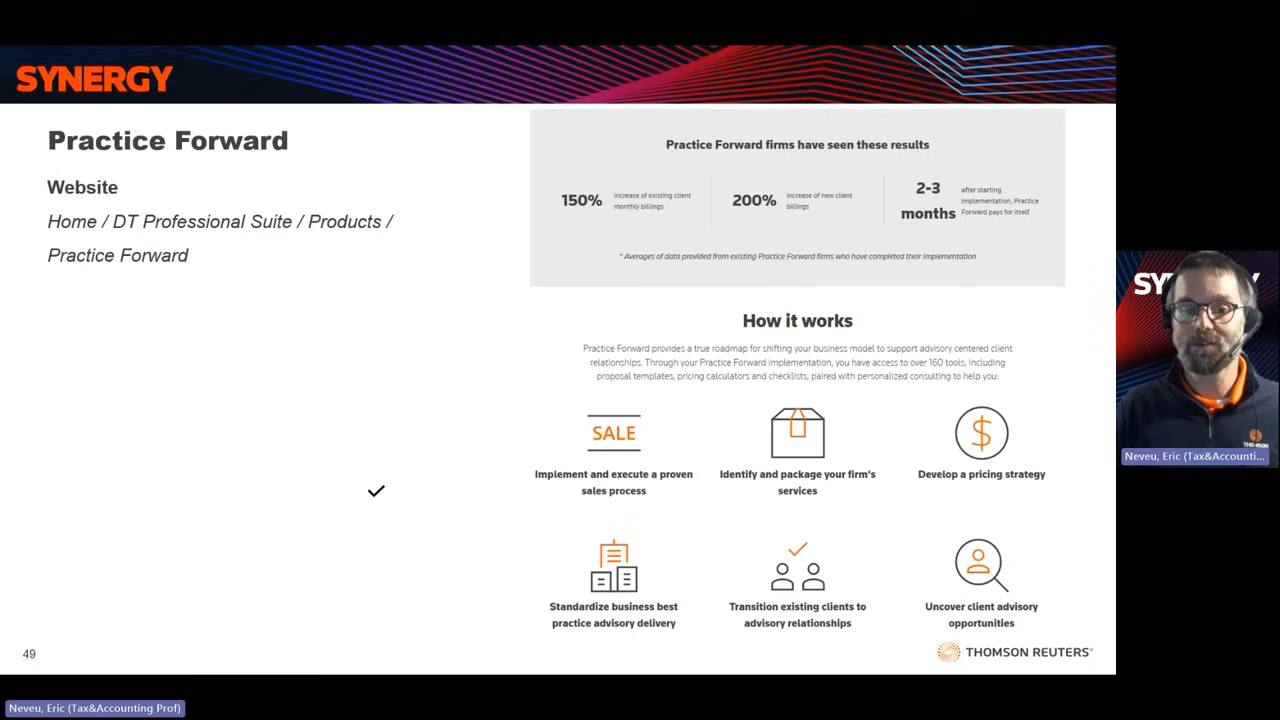 SYNERGY
Practice Forward
Website
Home / DT Professional Suite / Products /
Practice Forward
Practice Forward firms have seen these results
150%
increase of existing client
monthly billings
200%
increase of new client
billings
2-3
months
after starting
implementation, Practice
Forward pays for itself
* Averages of data provided from existing Practice Forward firms who have completed their implementation
How it works
Practice Forward provides a true roadmap for shifting your business model to support advisory centered client
relationships. Through your Practice Forward implementation, you have access to over 160 tools, including
proposal templates, pricing calculators and checklists, paired with personalized consulting to help you:
SALE
Implement and execute a proven
sales process
Identify and package your firm's
services
Develop a pricing strategy
Standardize business best
practice advisory delivery
Transition existing clients to
advisory relationships
Uncover client advisory
opportunities
49
THOMSON REUTERS®
SY
Neveu, Eric (Tax&Accounti...
Neveu, Eric (Tax&Accounting Prof)